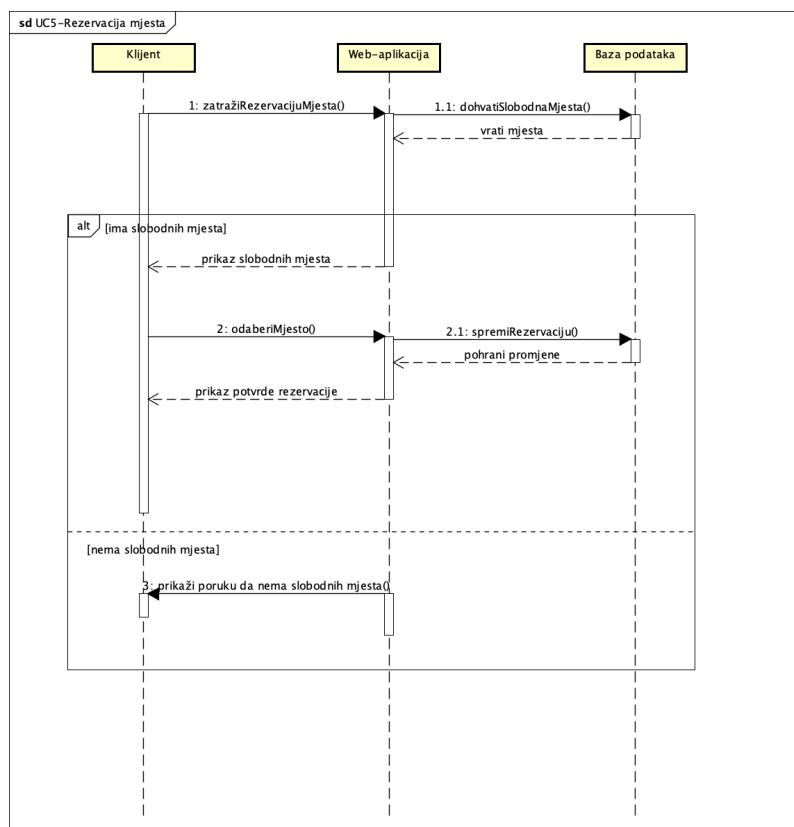 sd UC5-Rezervacija mjesta
Klijent
Web-aplikacija
Baza podataka
1: zatražiRezervacijuMjesta()
1.1: dohvatiSlobodnaMjesta()
vrati mjesta
alt
[ima slobodnih mjesta]
prikaz slobodnih mjesta
2: odaberiMjesto()
2.1: spremiRezervaciju()
pohrani promjene
prikaz potvrde rezervacije
[nema slobodnih mjesta]
3: prikaži poruku da nema slobodnih mjesta()